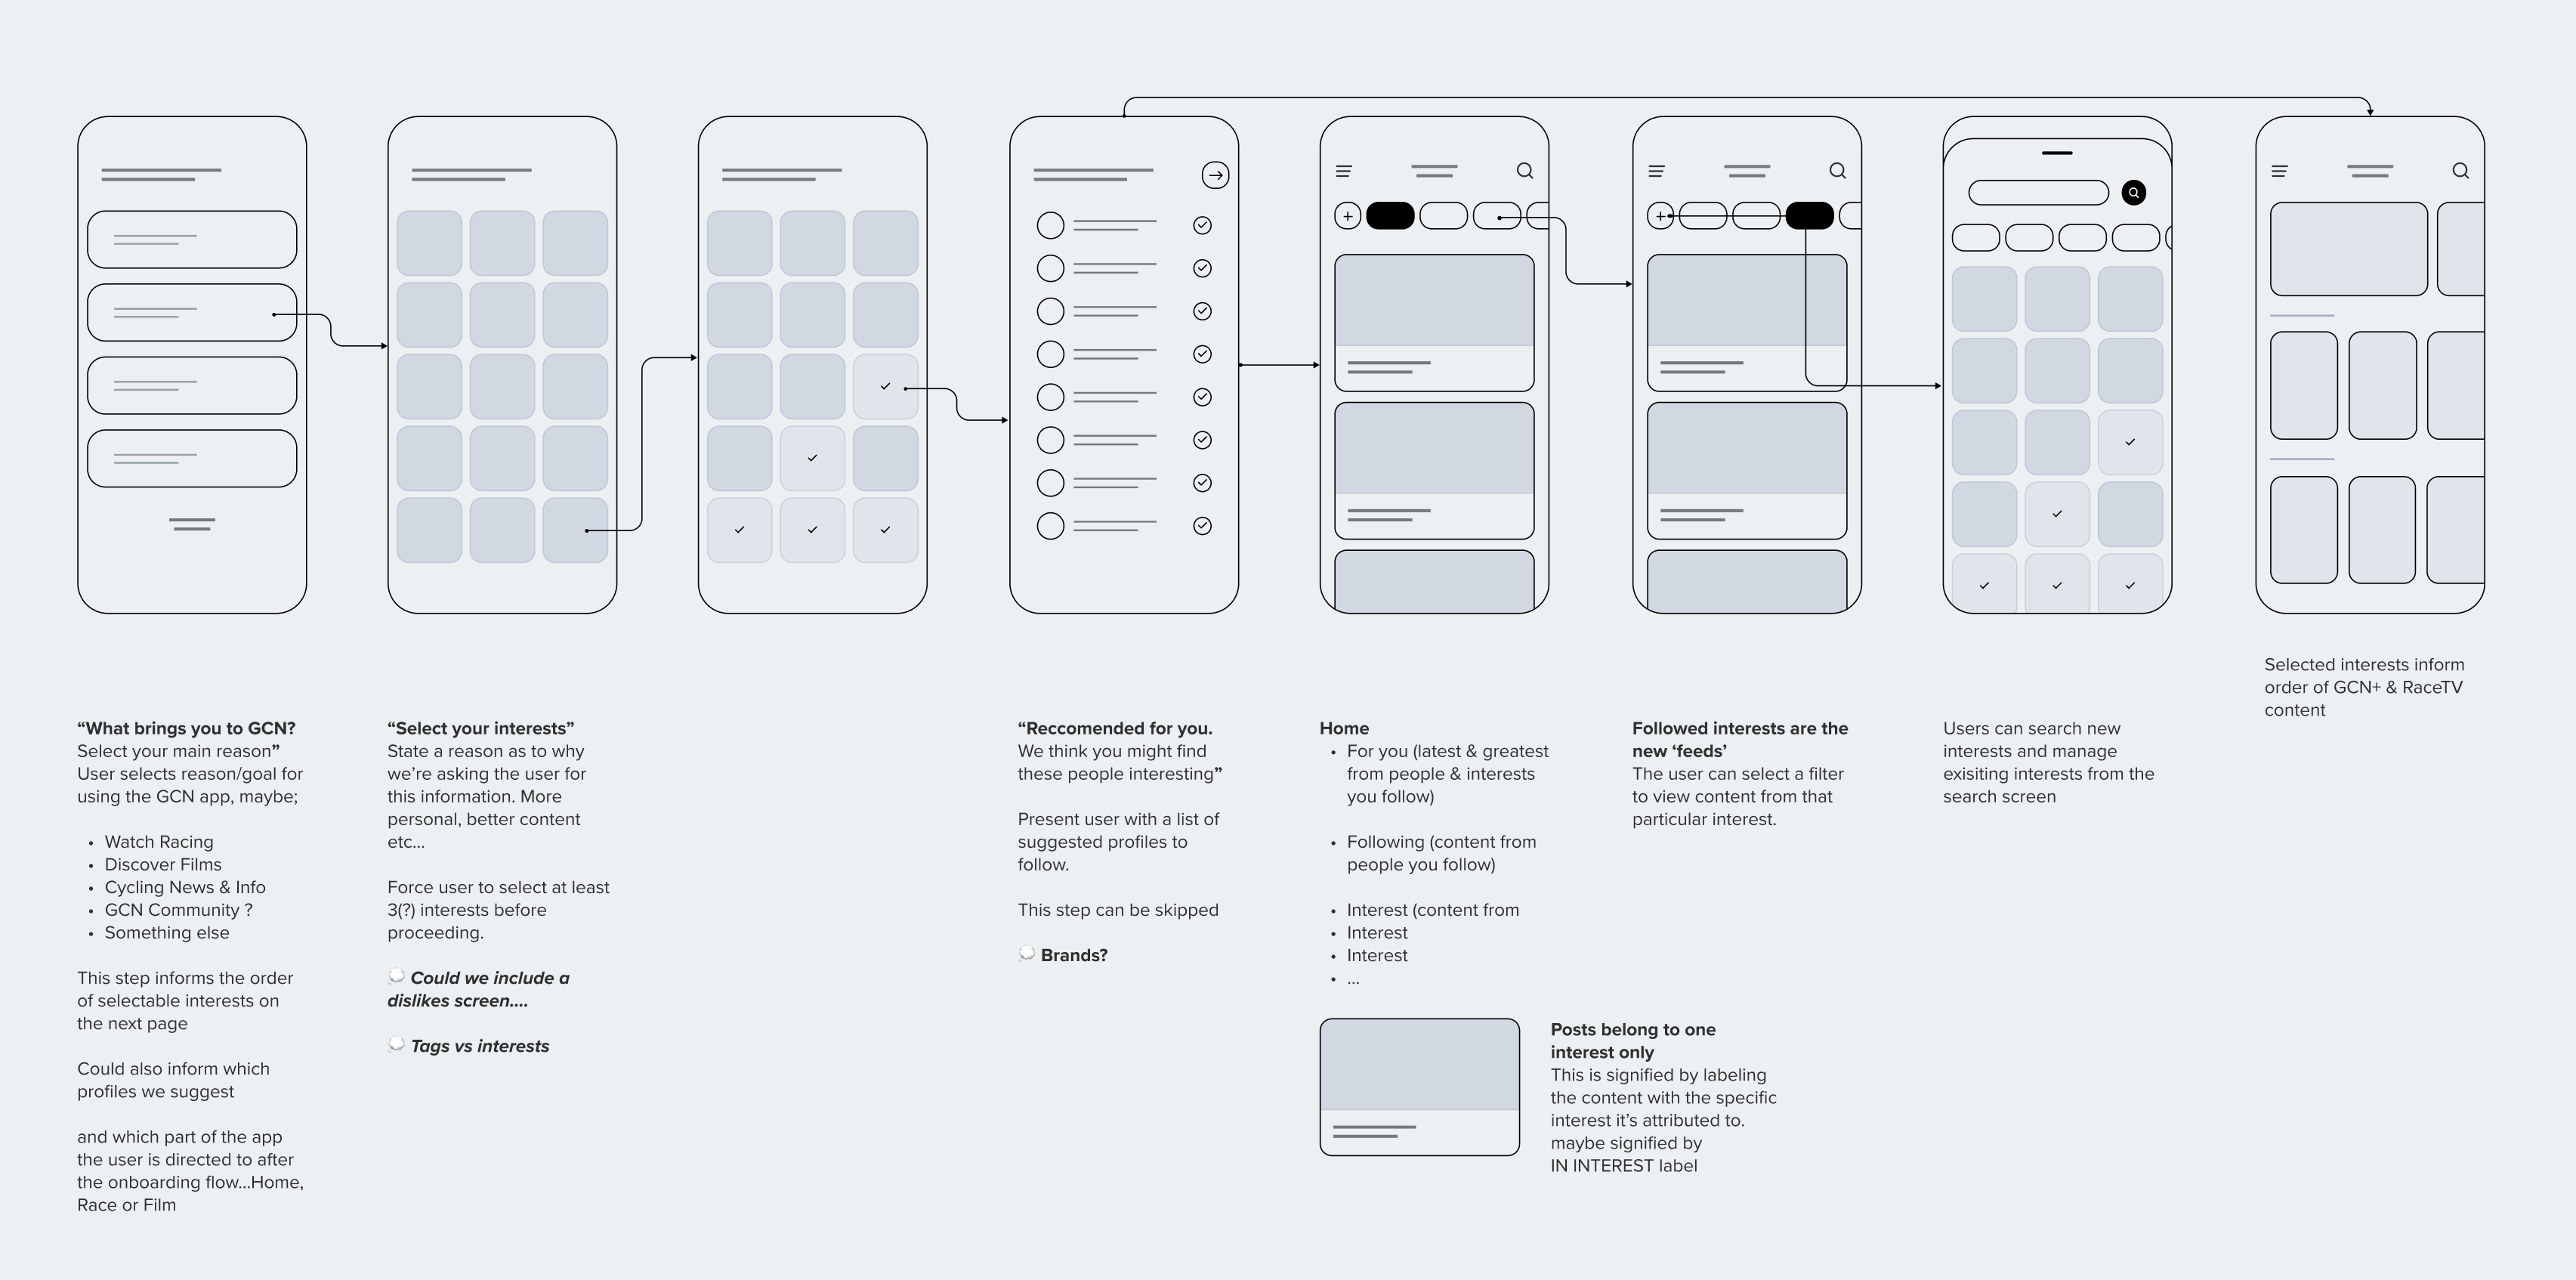 “What brings you to GCN?
Select your main reason”
User selects reason/goal for
using the GCN app, maybe;
• Watch Racing
• Discover Films
• Cycling News & Info
• GCN Community ?
• Something else
This step informs the order
of selectable interests on
the next page
Could also inform which
profiles we suggest
and which part of the app
the user is directed to after
the onboarding flow...Home,
Race or Film
“Select your interests”
State a reason as to why
we’re asking the user for
this information. More
personal, better content
etc...
Force user to select at least
3(?) interests before
proceeding.
💭 Could we include a
dislikes screen....
💭 Tags vs interests
“Reccomended for you.
We think you might find
these people interesting”
Present user with a list of
suggested profiles to
follow.
This step can be skipped
💭 Brands?
Home
• For you (latest & greatest
from people & interests
you follow)
• Following (content from
people you follow)
• Interest (content from
• Interest
• Interest
• ...
Posts belong to one
interest only
This is signified by labeling
the content with the specific
interest it’s attributed to.
maybe signified by
IN INTEREST label
Followed interests are the
new ‘feeds’
The user can select a filter
to view content from that
particular interest.
Users can search new
interests and manage
exisiting interests from the
search screen
Selected interests inform
order of GCN+ & RaceTV
content